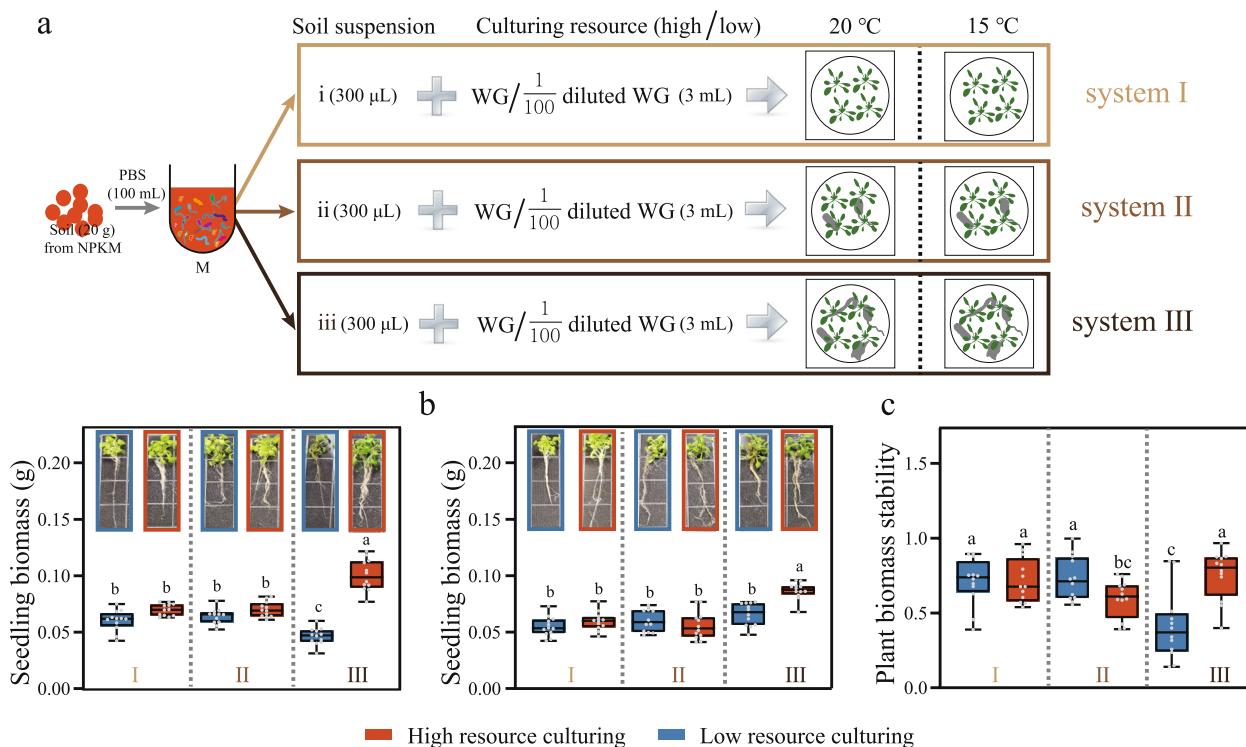 a
Soil suspension
Culturing resource (high/low)
20 °C
15 °C
i (300 μL)
WG/ 1/100 diluted WG (3 mL)
system I
PBS
(100 mL)
Soil (20 g)
from NPKM
M
ii (300 μL)
WG/ 1/100 diluted WG (3 mL)
system II
iii (300 μL)
WG/ 1/100 diluted WG (3 mL)
system III
Seedling biomass (g)
0.20
0.15
0.10
0.05
0.00
b
b
b
b
c
a
I
II
III
b
Seedling biomass (g)
0.20
0.15
0.10
0.05
0.00
b
b
b
b
b
a
I
II
III
c
Plant biomass stability
1.5
1.0
0.5
0.0
a
a
a
bc
c
a
I
II
III
High resource culturing
Low resource culturing